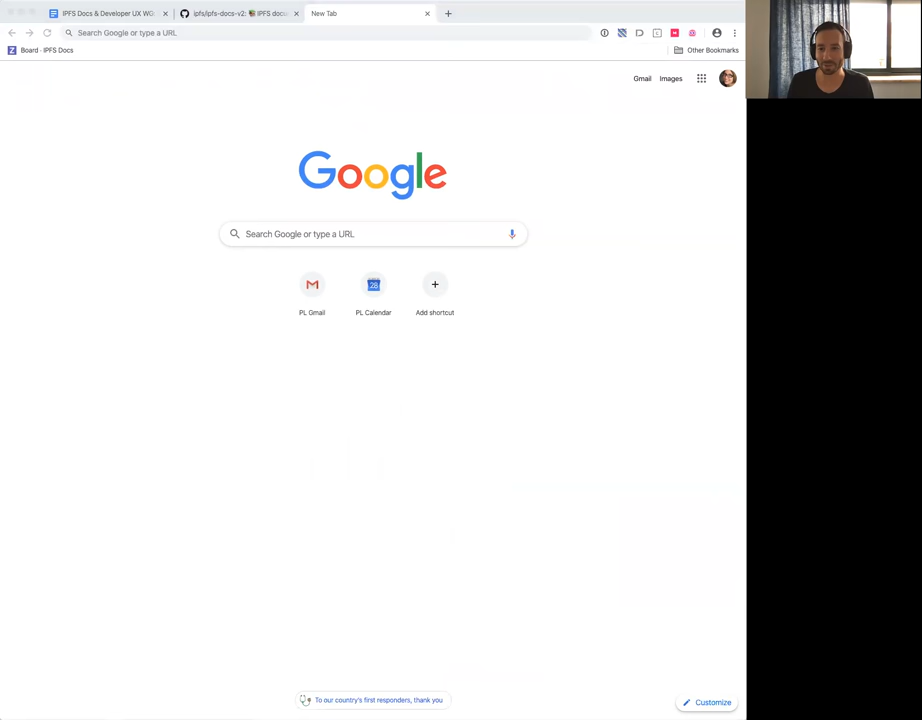 IPFS Docs & Developer UX WG
ipfs/ipfs-docs-v2: IPFS docu
New Tab
Search Google or type a URL
Board · IPFS Docs
Other Bookmarks
Gmail
Images
Google
Search Google or type a URL
28
PL Gmail
PL Calendar
Add shortcut
To our country's first responders, thank you
Customize